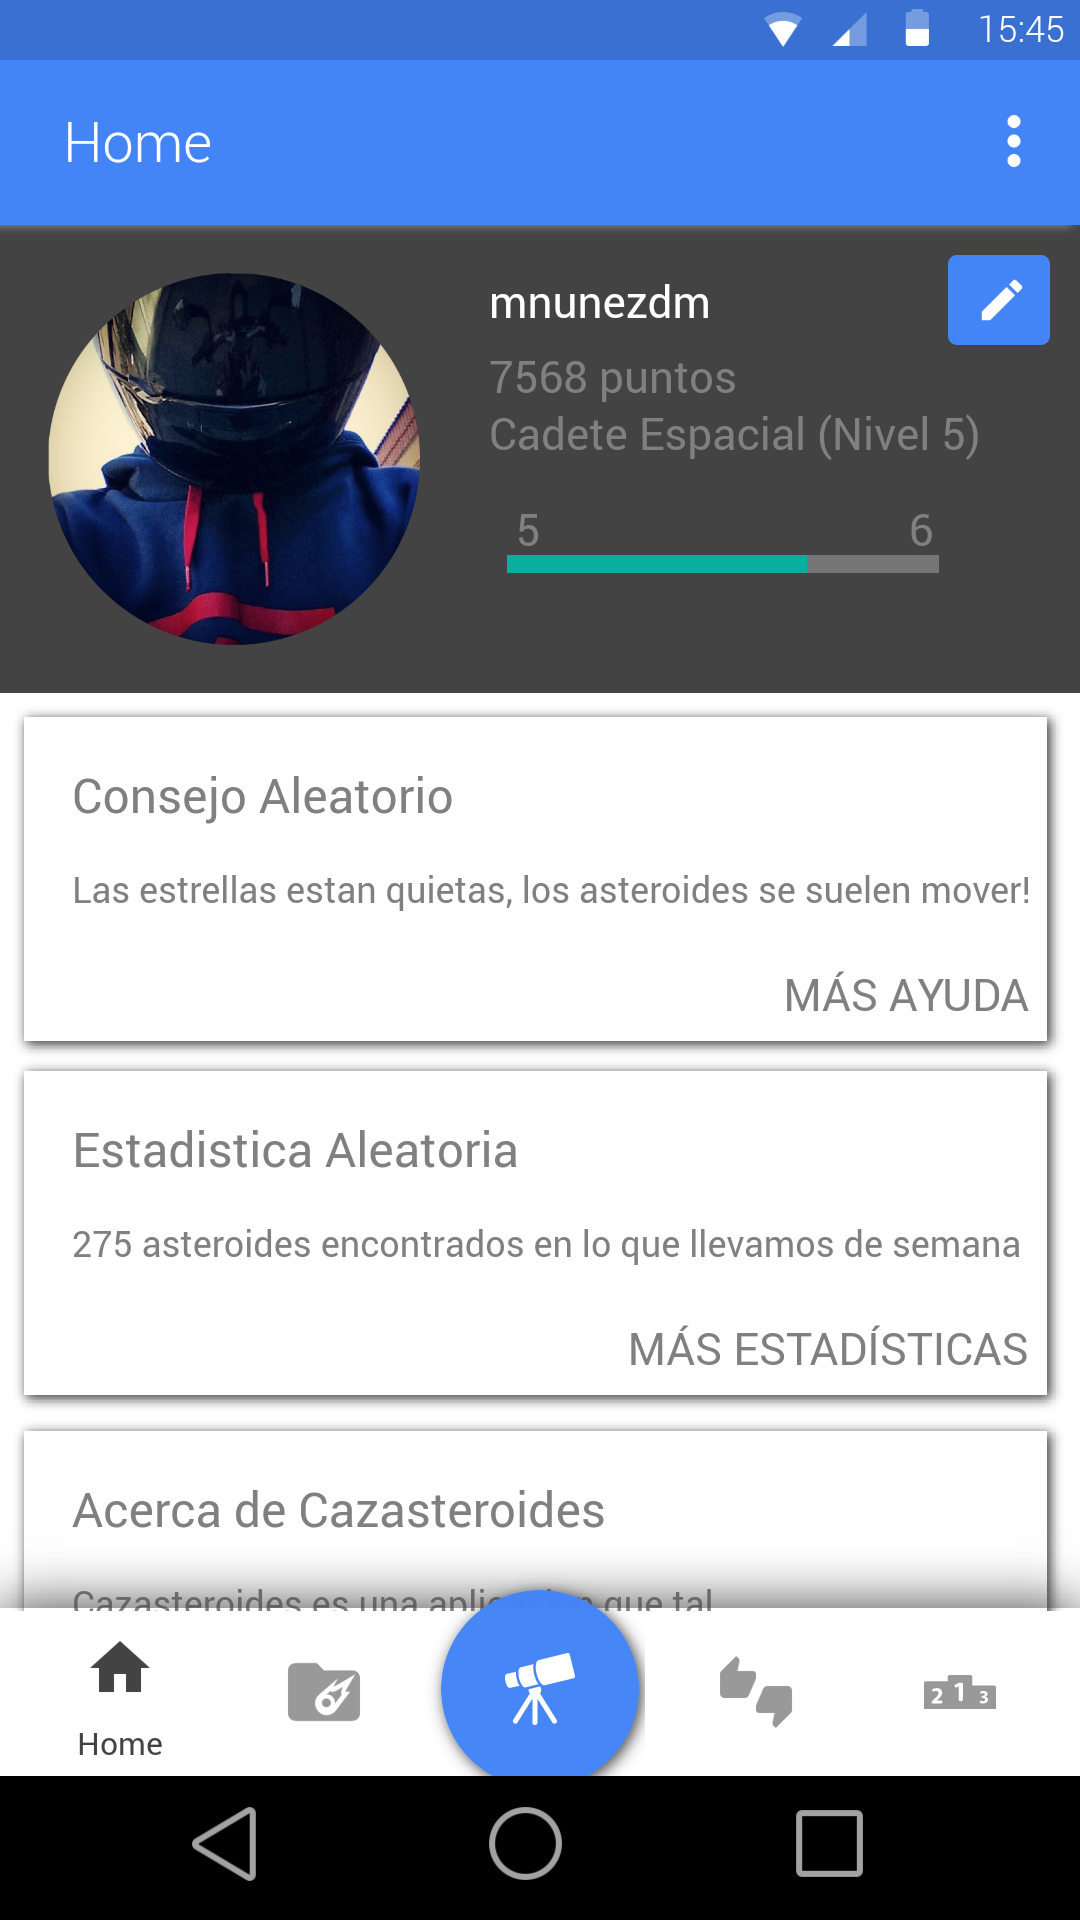 15:45
Home
mnunezdm
7568 puntos
Cadete Espacial (Nivel 5)
5 6
Consejo Aleatorio
Las estrellas estan quietas, los asteroides se suelen mover!
MÁS AYUDA
Estadistica Aleatoria
275 asteroides encontrados en lo que llevamos de semana
MÁS ESTADÍSTICAS
Acerca de Cazasteroides
Cazasteroides es una aplicacion que tal
Home
2 1 3